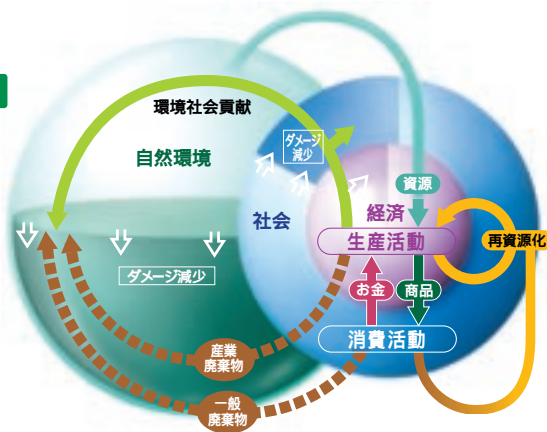 環境社会貢献
ダメージ
減少
自然環境
資源
社会
経済
生産活動
再資源化
ダメージ減少
お金
商品
消費活動
産業
廃棄物
一般
廃棄物